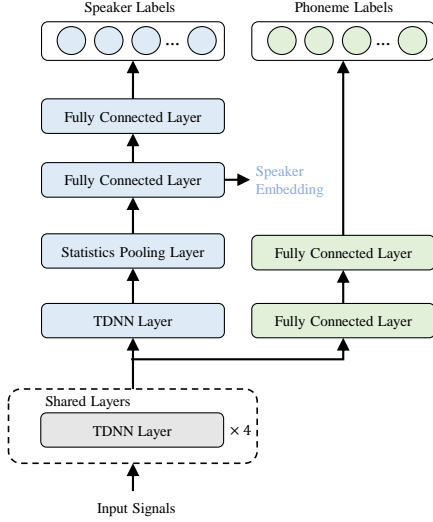 Speaker Labels
Phoneme Labels
...
...
Fully Connected Layer
Fully Connected Layer
Speaker
Embedding
Statistics Pooling Layer
Fully Connected Layer
TDNN Layer
Fully Connected Layer
Shared Layers
TDNN Layer
× 4
Input Signals